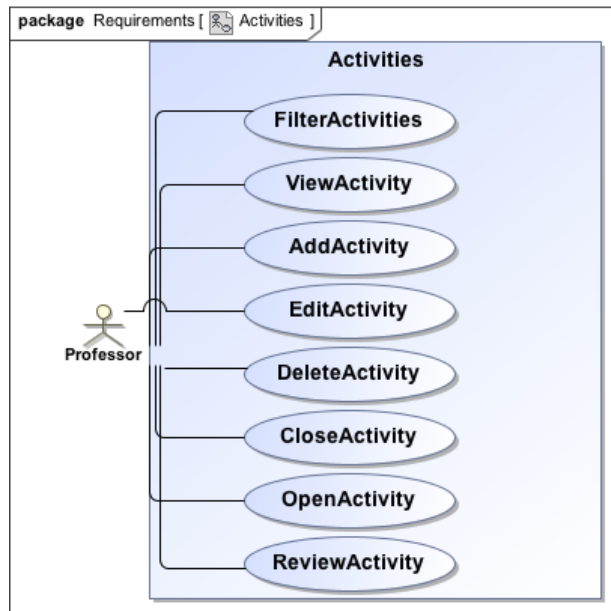 package Requirements [ Activities ]
Activities
FilterActivities
ViewActivity
AddActivity
EditActivity
Professor
DeleteActivity
CloseActivity
OpenActivity
ReviewActivity